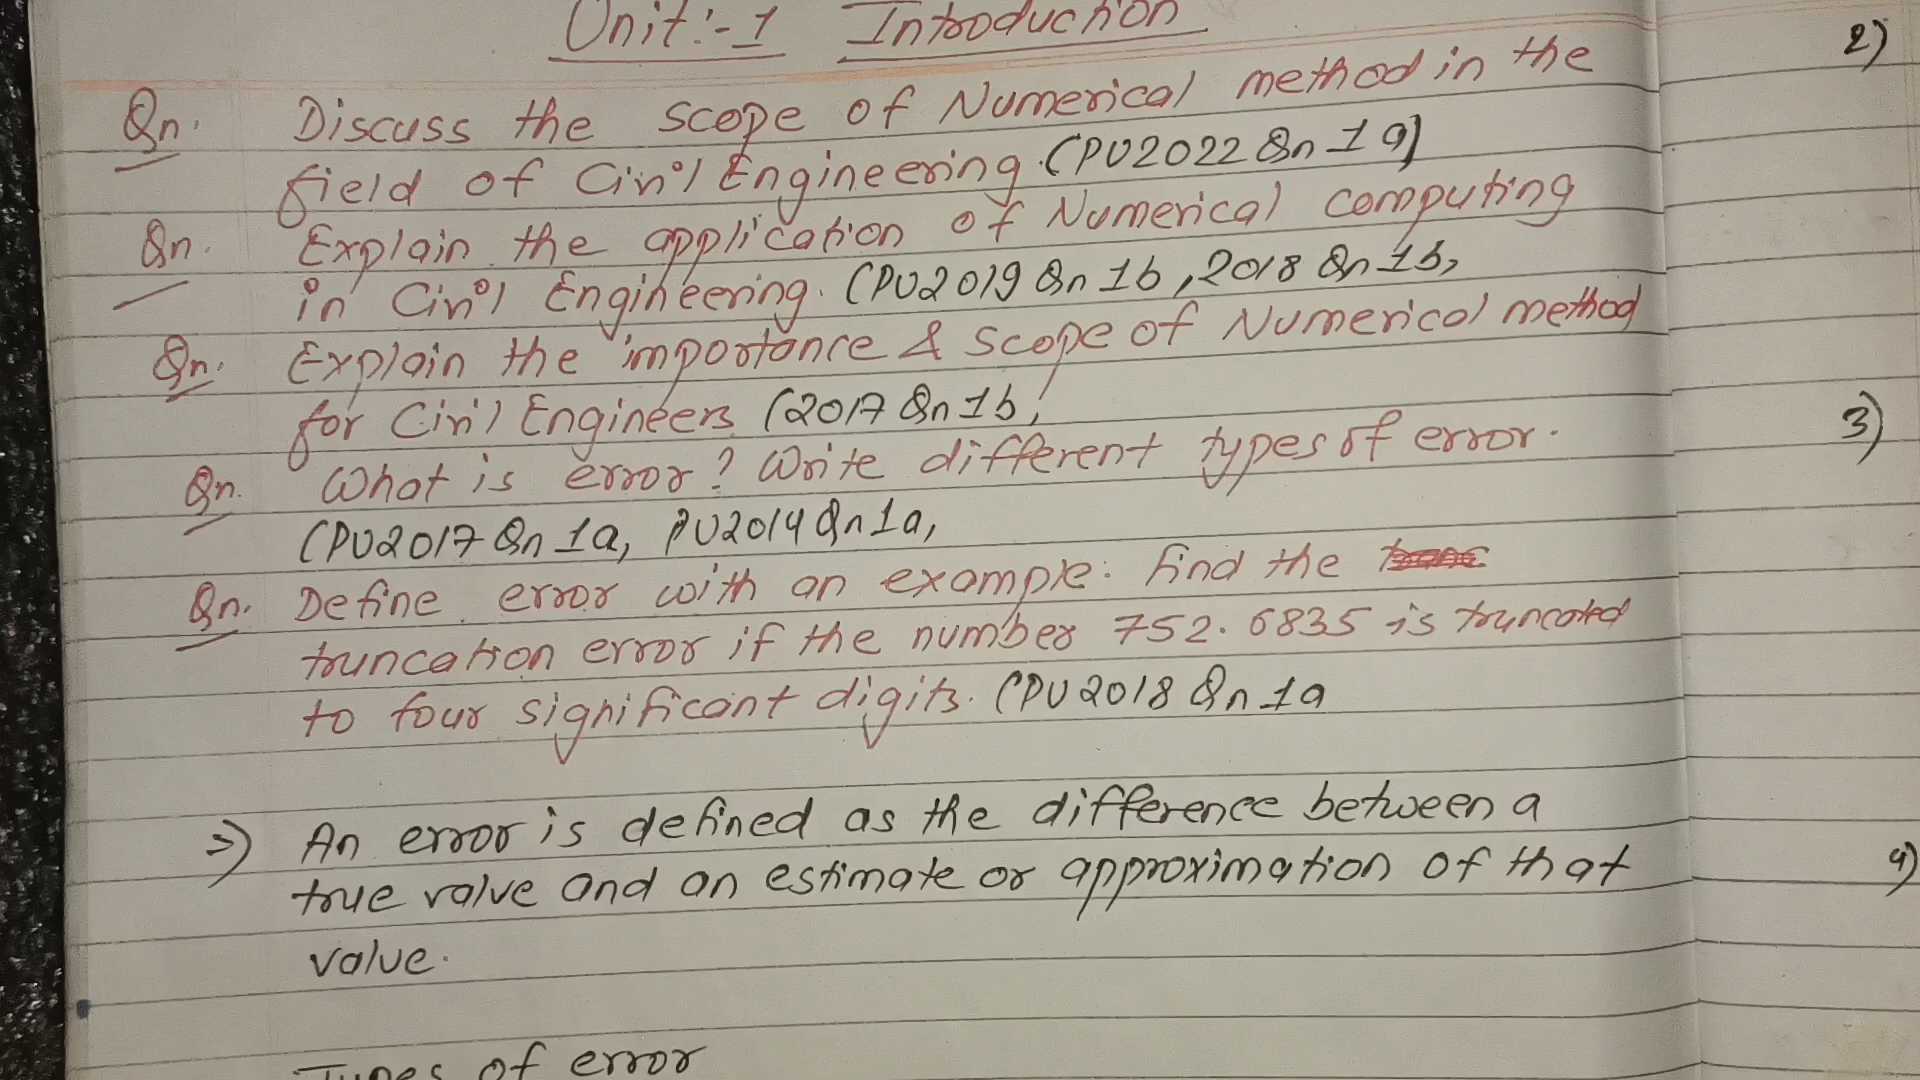 Unit:-1 Introduction
2)
Qn. Discuss the scope of Numerical method in the
field of Civil Engineering. (PU2022 Qn 1a)
Qn. Explain the application of Numerical computing
in Civil Engineering. (PU2019 Qn 1b, 2018 Qn 1b,
Qn. Explain the importance & scope of Numerical method
for Civil Engineers (2017 Qn 1b,
3)
Qn. What is error? Write different types of error.
(PU2017 Qn 1a, PU2014 Qn 1a,
Qn. Define error with an example. Find the
truncation error if the number 752.6835 is truncated
to four significant digits. (PU2018 Qn 1a
=> An error is defined as the difference between a
true value and an estimate or approximation of that
4)
value.
Types of error